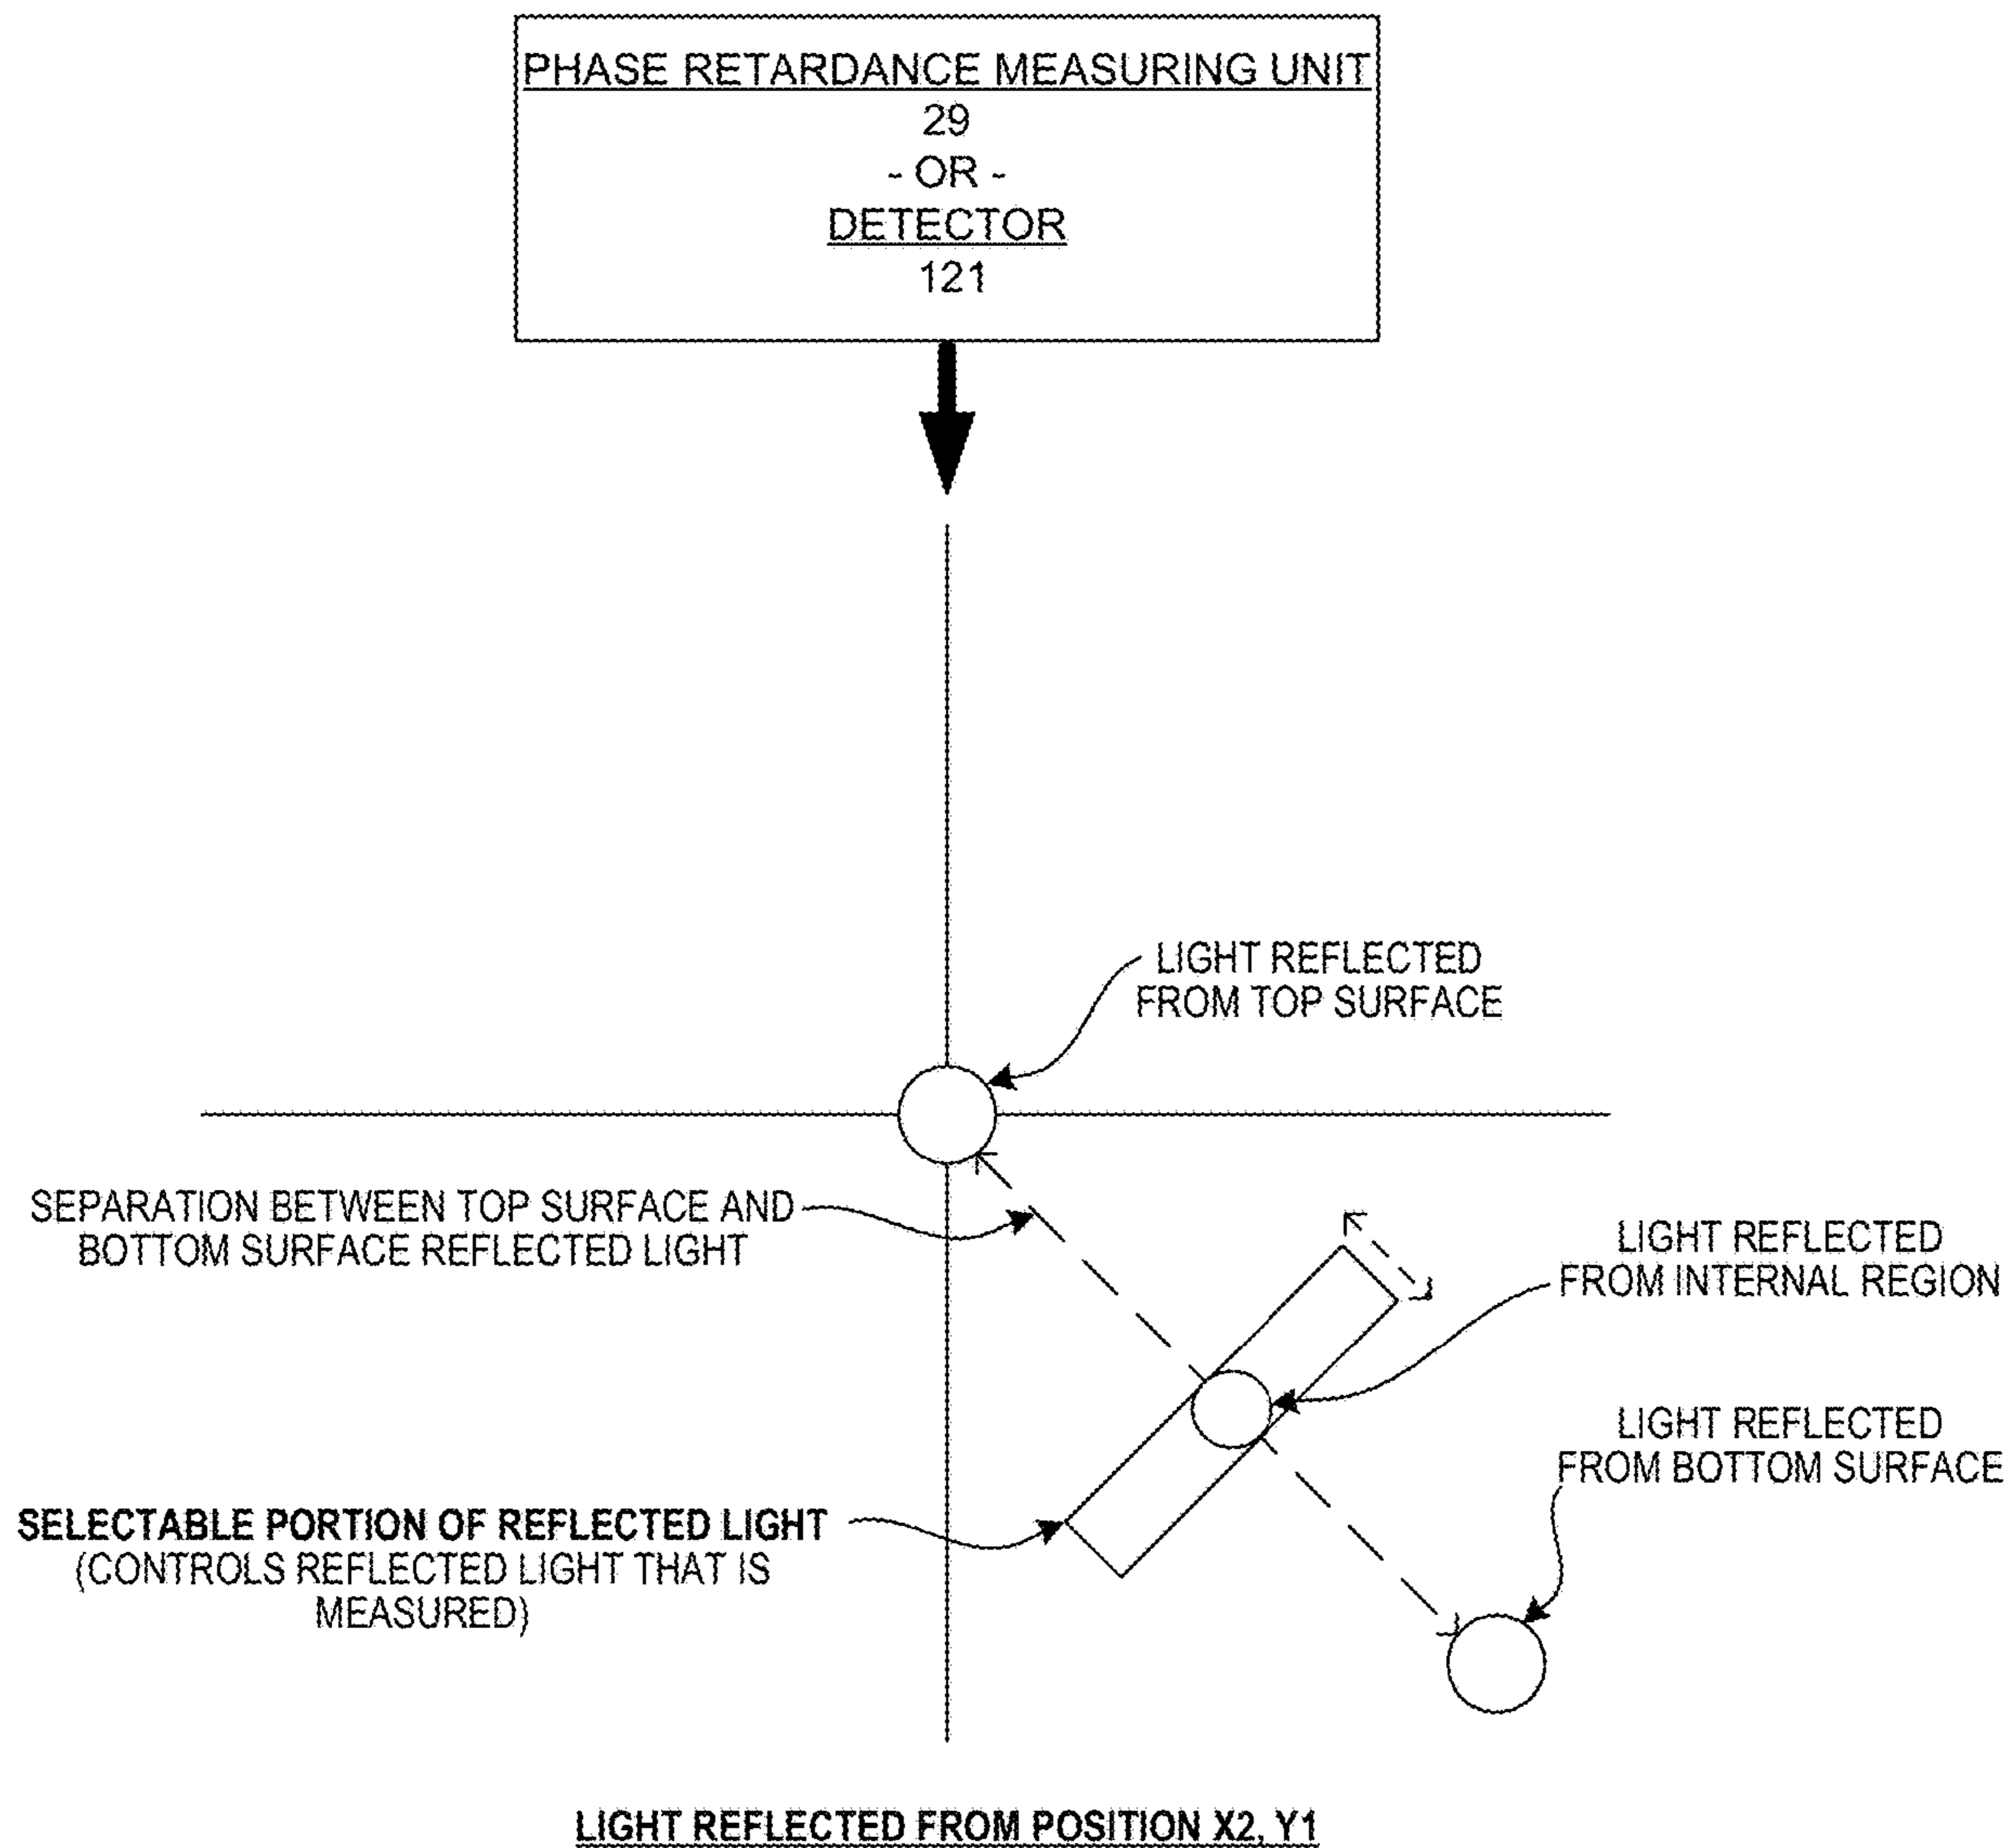 PHASE RETARDANCE MEASURING UNIT
29
- OR -
DETECTOR
121
LIGHT REFLECTED
FROM TOP SURFACE
SEPARATION BETWEEN TOP SURFACE AND
BOTTOM SURFACE REFLECTED LIGHT
LIGHT REFLECTED
FROM INTERNAL REGION
LIGHT REFLECTED
FROM BOTTOM SURFACE
SELECTABLE PORTION OF REFLECTED LIGHT
(CONTROLS REFLECTED LIGHT THAT IS
MEASURED)
LIGHT REFLECTED FROM POSITION X2, Y1